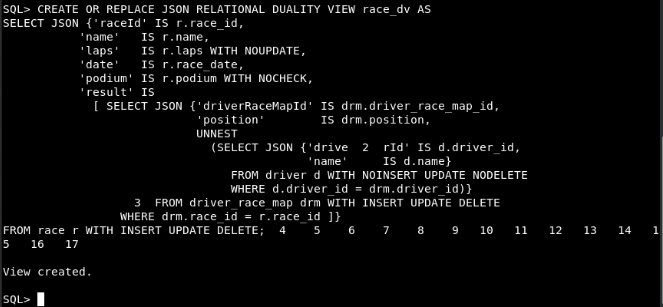 SQL> CREATE OR REPLACE JSON RELATIONAL DUALITY VIEW race_dv AS
SELECT JSON {'raceId' IS r.race_id,
'name'   IS r.name,
'laps'   IS r.laps WITH NOUPDATE,
'date'   IS r.race_date,
'podium' IS r.podium WITH NOCHECK,
'result' IS
[ SELECT JSON {'driverRaceMapId' IS drm.driver_race_map_id,
'position'        IS drm.position,
UNNEST
(SELECT JSON {'drive  2  rId' IS d.driver_id,
'name'     IS d.name}
FROM driver d WITH NOINSERT UPDATE NODELETE
WHERE d.driver_id = drm.driver_id)}
3  FROM driver_race_map drm WITH INSERT UPDATE DELETE
WHERE drm.race_id = r.race_id ]}
FROM race r WITH INSERT UPDATE DELETE;  4    5    6    7    8    9   10   11   12   13   14   1
5   16   17
View created.
SQL>